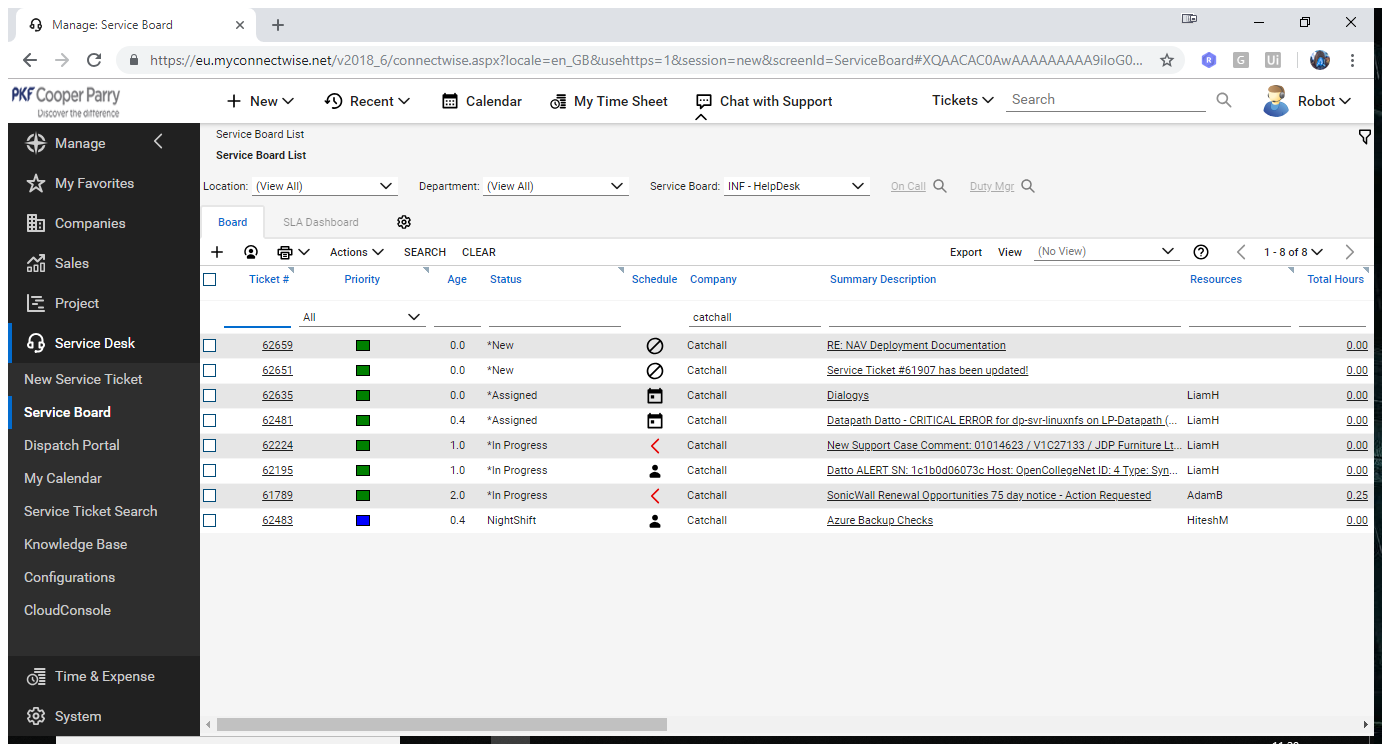 Manage: Service Board
https://eu.myconnectwise.net/v2018_6/connectwise.aspx?locale=en_GB&usehttps=1&session=new&screenId=ServiceBoard#XQAACAC0AwAAAAAAAAA9iIoG0...
G Ui
PKF Cooper Parry
Discover the difference
New Recent Calendar My Time Sheet Chat with Support Tickets Search Robot
Manage
My Favorites
Companies
Sales
Project
Service Desk
New Service Ticket
Service Board
Dispatch Portal
My Calendar
Service Ticket Search
Knowledge Base
Configurations
CloudConsole
Time & Expense
System
Service Board List
Service Board List
Location: (View All) Department: (View All) Service Board: INF - HelpDesk On Call Duty Mgr
Board SLA Dashboard
Actions SEARCH CLEAR Export View (No View) 1 - 8 of 8
Ticket # Priority Age Status Schedule Company Summary Description Resources Total Hours
All catchall
62659 0.0 *New Catchall RE: NAV Deployment Documentation 0.00
62651 0.0 *New Catchall Service Ticket #61907 has been updated! 0.00
62635 0.0 *Assigned Catchall Dialogys LiamH 0.00
62481 0.4 *Assigned Catchall Datapath Datto - CRITICAL ERROR for dp-svr-linuxnfs on LP-Datapath (... LiamH 0.00
62224 1.0 *In Progress Catchall New Support Case Comment: 01014623 / V1C27133 / JDP Furniture Lt... LiamH 0.00
62195 1.0 *In Progress Catchall Datto ALERT SN: 1c1b0d06073c Host: OpenCollegeNet ID: 4 Type: Syn... LiamH 0.00
61789 2.0 *In Progress Catchall SonicWall Renewal Opportunities 75 day notice - Action Requested AdamB 0.25
62483 0.4 NightShift Catchall Azure Backup Checks HiteshM 0.00